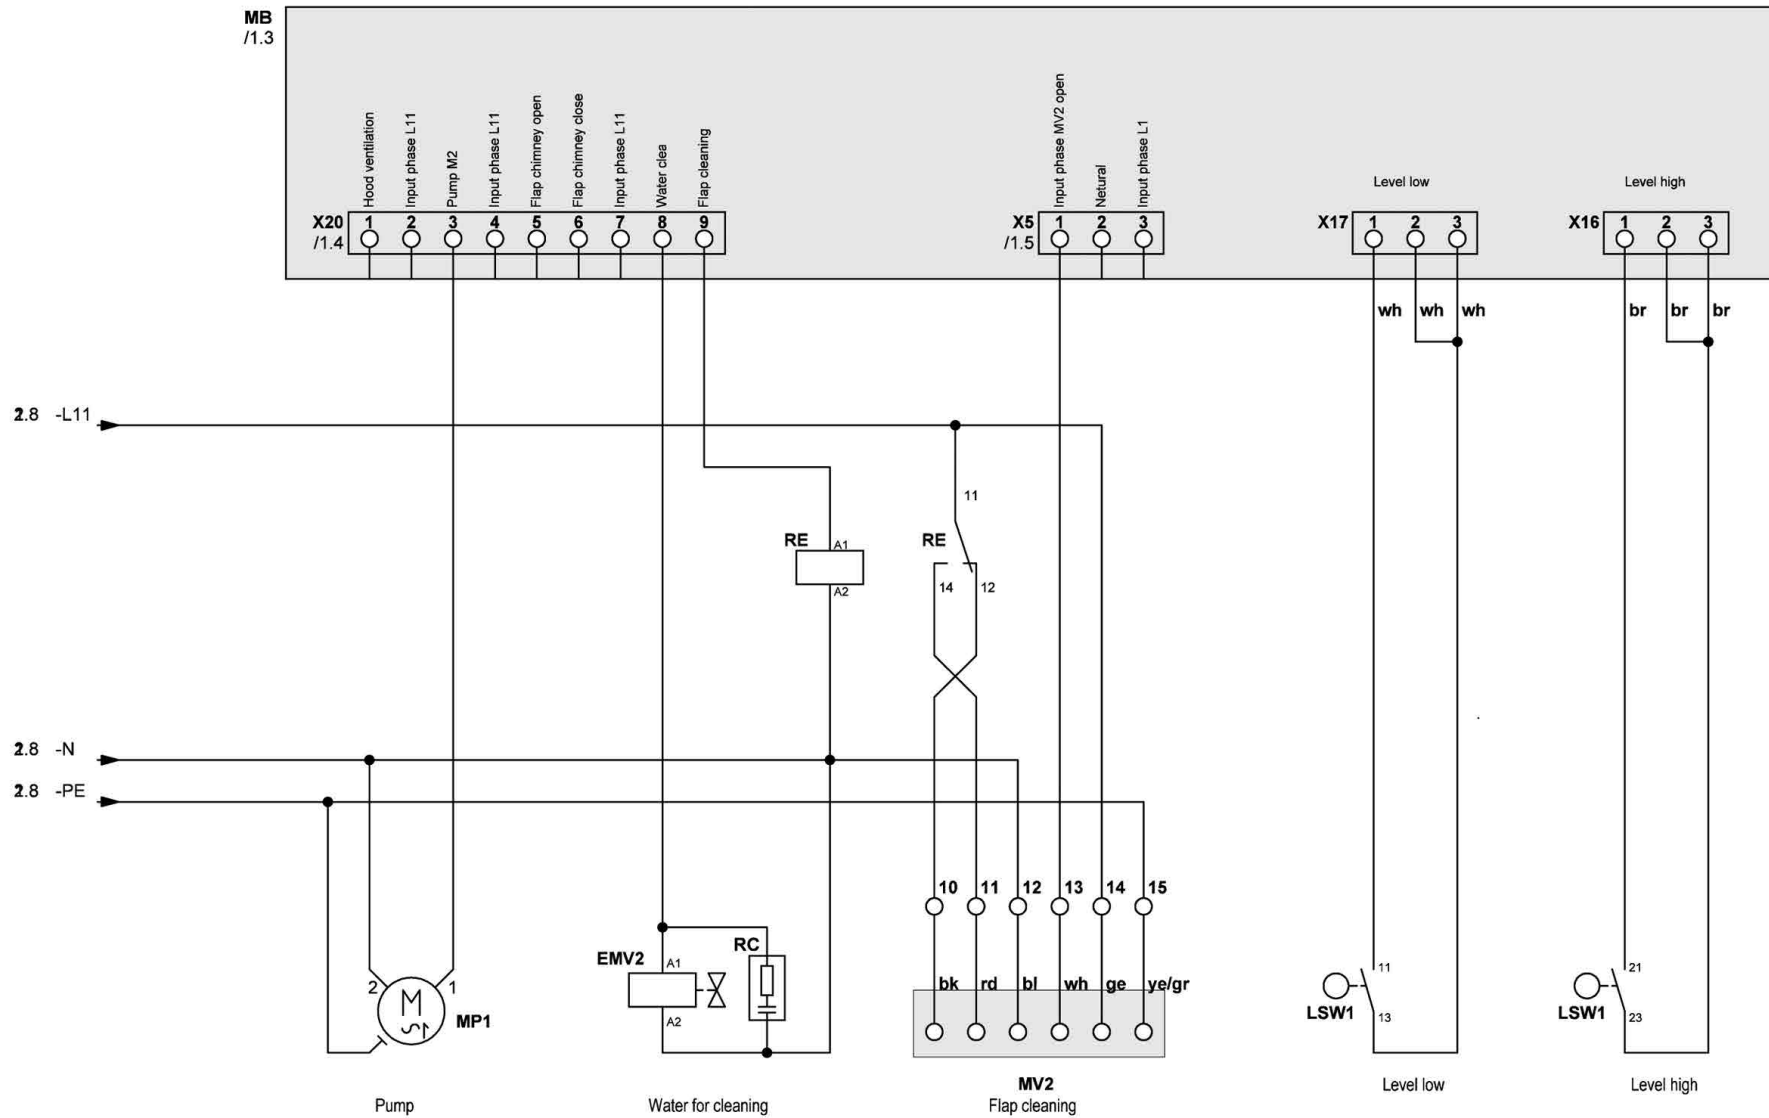 MB
/1.3
Hood ventilation
Input phase L11
Pump M2
Input phase L11
Flap chimney open
Flap chimney close
Input phase L11
Water clea
Flap cleaning
Input phase MV2 open
Netural
Input phase L1
Level low
Level high
X20 1 2 3 4 5 6 7 8 9
/1.4
X5 1 2 3
/1.5
X17 1 2 3
X16 1 2 3
wh wh wh
br br br
2.8 -L11
11
RE A1
A2
RE
14 12
2.8 -N
2.8 -PE
10 11 12 13 14 15
EMV2 A1
A2
RC
bk rd bl wh ge ye/gr
2 1
M
MP1
11
LSW1 13
21
LSW1 23
MV2
Pump
Water for cleaning
Flap cleaning
Level low
Level high